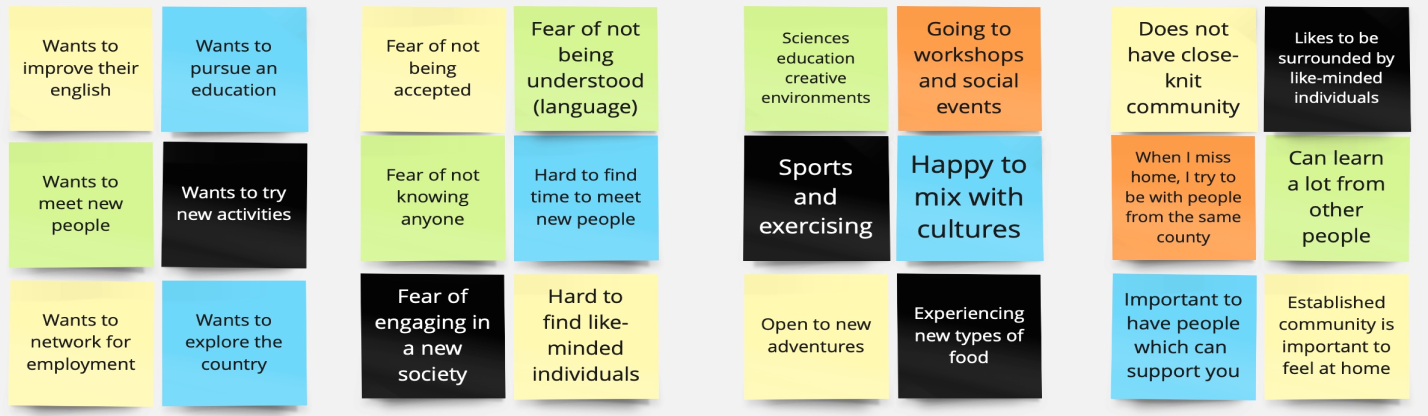 Wants to
improve their
english
Wants to
pursue an
education
Wants to
meet new
people
Wants to try
new activities
Wants to
network for
employment
Wants to
explore the
country
Fear of not
being
accepted
Fear of not
being
understood
(language)
Fear of not
knowing
anyone
Hard to find
time to meet
new people
Fear of
engaging in
a new
society
Hard to
find like-
minded
individuals
Sciences
education
creative
environments
Going to
workshops
and social
events
Sports
and
exercising
Happy to
mix with
cultures
Open to new
adventures
Experiencing
new types of
food
Does not
have close-
knit
community
Likes to be
surrounded by
like-minded
individuals
When I miss
home, I try to
be with people
from the same
county
Can learn
a lot from
other
people
Important to
have people
which can
support you
Established
community is
important to
feel at home